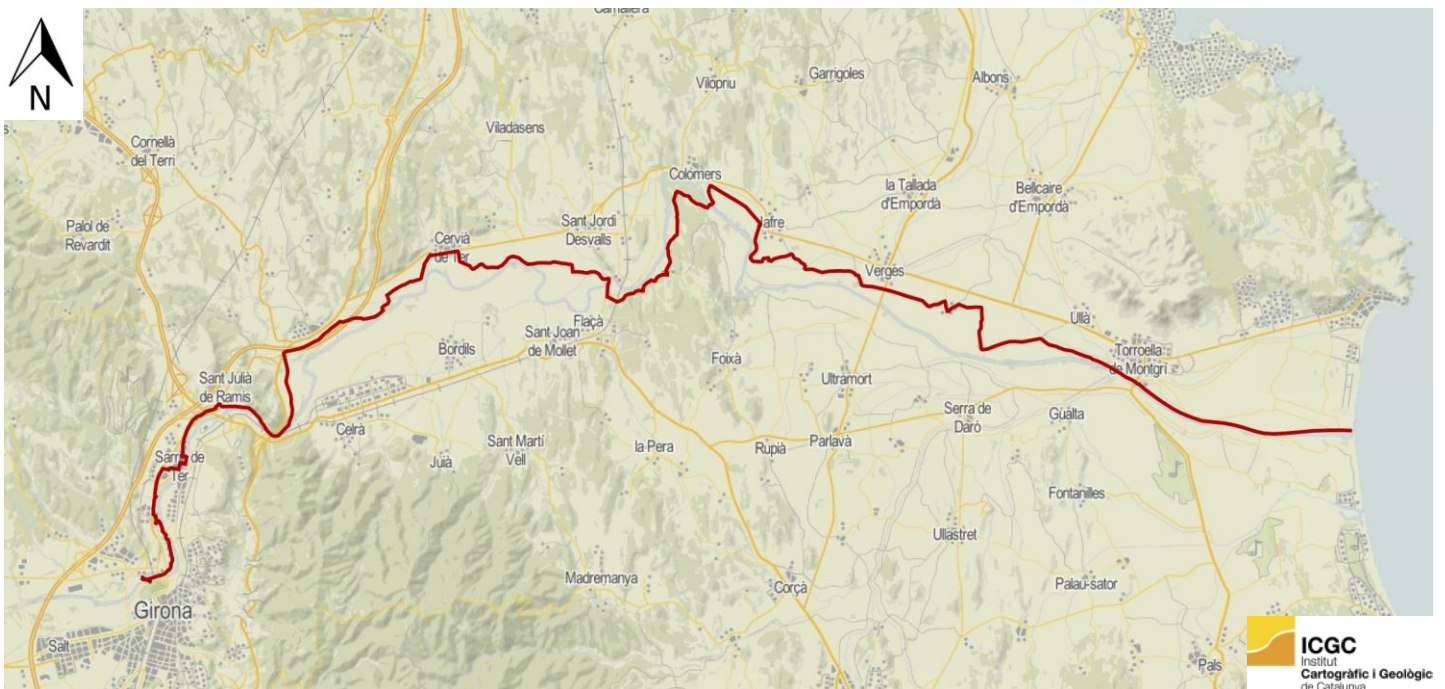 N
Camallera
Vilopriu
Garrigoles
Albons
Viladasens
Cornellà
del Terri
Colomers
la Tallada
d'Empordà
Bellcaire
d'Empordà
Palol de
Revardit
Sant Jordi
Desvalls
Jafre
Cervià
de Ter
Verges
Ullà
Flaçà
Sant Joan
de Mollet
Bordils
Foixà
Torroella
de Montgrí
Sant Julià
de Ramis
Ultramort
Celrà
Serra de
Daró
Gualta
Sant Martí
Vell
la Pera
Rupià
Parlavà
Juià
Sarrià de
Ter
Fontanilles
Ullastret
Madremanya
Corçà
Palau-sator
Girona
Salt
Pals
ICGC
Institut
Cartogràfic i Geològic
de Catalunya